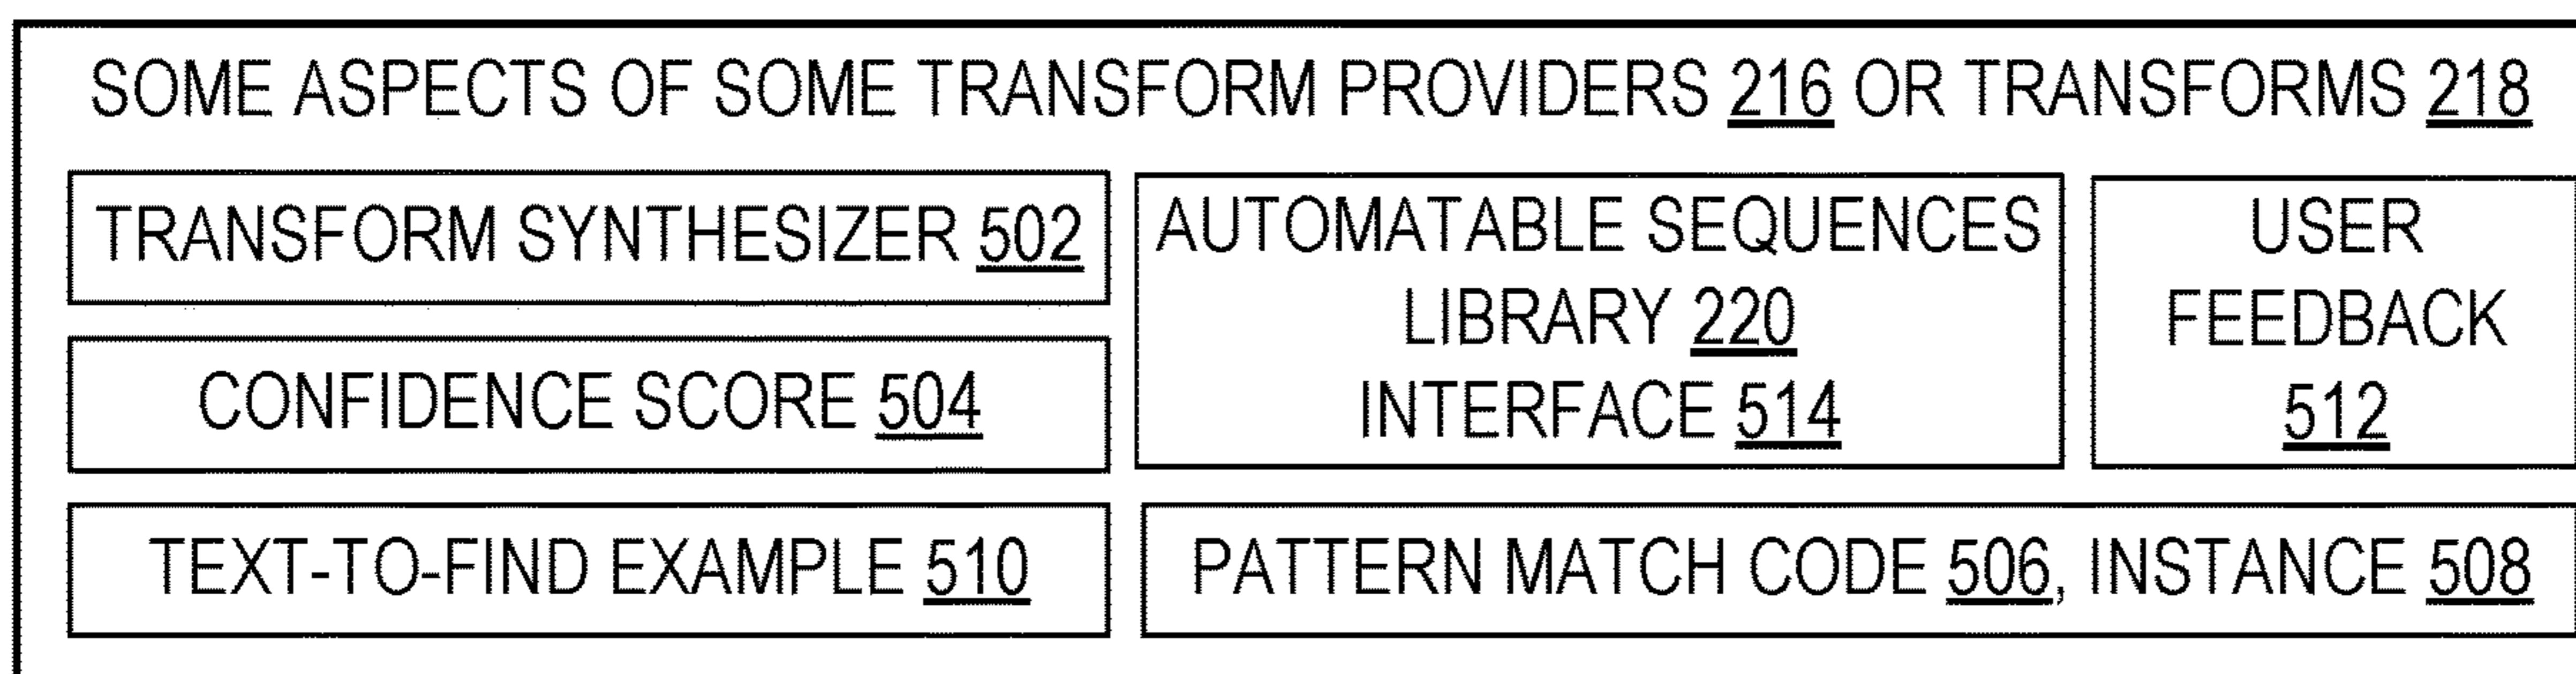 SOME ASPECTS OF SOME TRANSFORM PROVIDERS 216 OR TRANSFORMS 218
TRANSFORM SYNTHESIZER 502
CONFIDENCE SCORE 504
AUTOMATABLE SEQUENCES
LIBRARY 220
INTERFACE 514
USER
FEEDBACK
512
TEXT-TO-FIND EXAMPLE 510
PATTERN MATCH CODE 506, INSTANCE 508